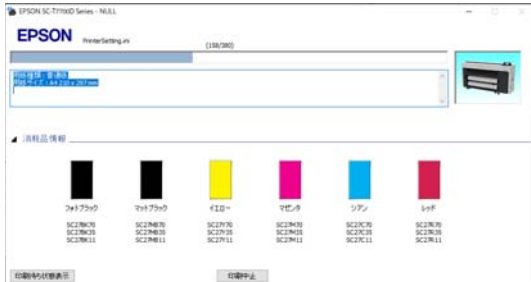 EPSON SC-T7700D Series - NULL
EPSON
PrinterSetting.ini
(158/380)
用紙種類 : 普通紙
用紙サイズ : A4 210 x 297 mm
消耗品情報
フォトブラック
マットブラック
イエロー
マゼンタ
シアン
レッド
SC27BK70
SC27MB70
SC27Y70
SC27M70
SC27C70
SC27R70
SC27BK35
SC27MB35
SC27Y35
SC27M35
SC27C35
SC27R35
SC27BK11
SC27MB11
SC27Y11
SC27M11
SC27C11
SC27R11
印刷待ち状態表示
印刷中止